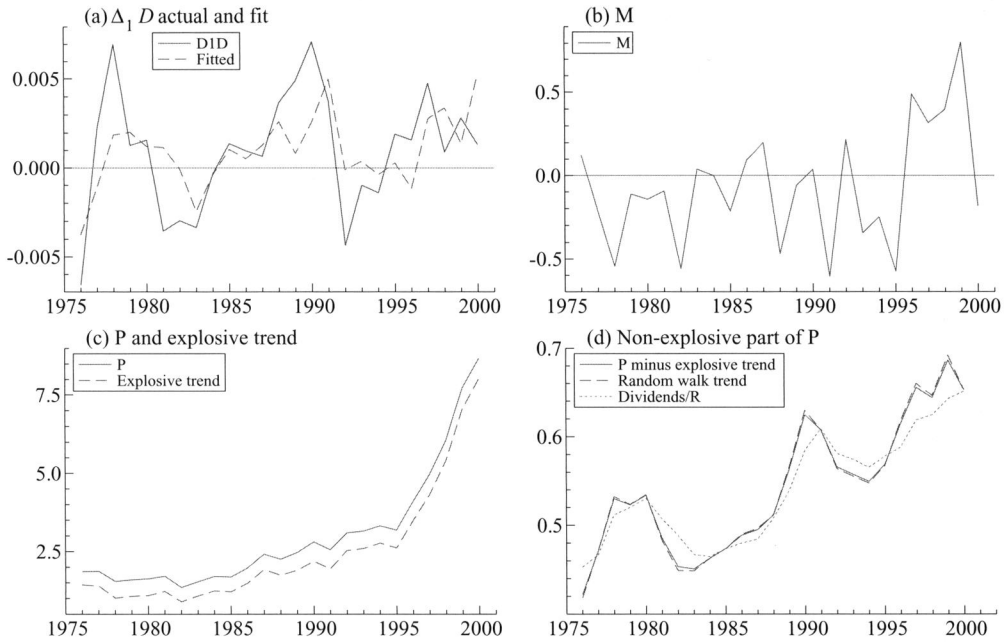 (a) Δ₁ D actual and fit
D1D
Fitted
0.005
0.000
-0.005
1975 1980 1985 1990 1995 2000
(b) M
M
0.5
0.0
-0.5
1975 1980 1985 1990 1995 2000
(c) P and explosive trend
P
Explosive trend
7.5
5.0
2.5
1975 1980 1985 1990 1995 2000
(d) Non-explosive part of P
P minus explosive trend
Random walk trend
Dividends/R
0.7
0.6
0.5
1975 1980 1985 1990 1995 2000